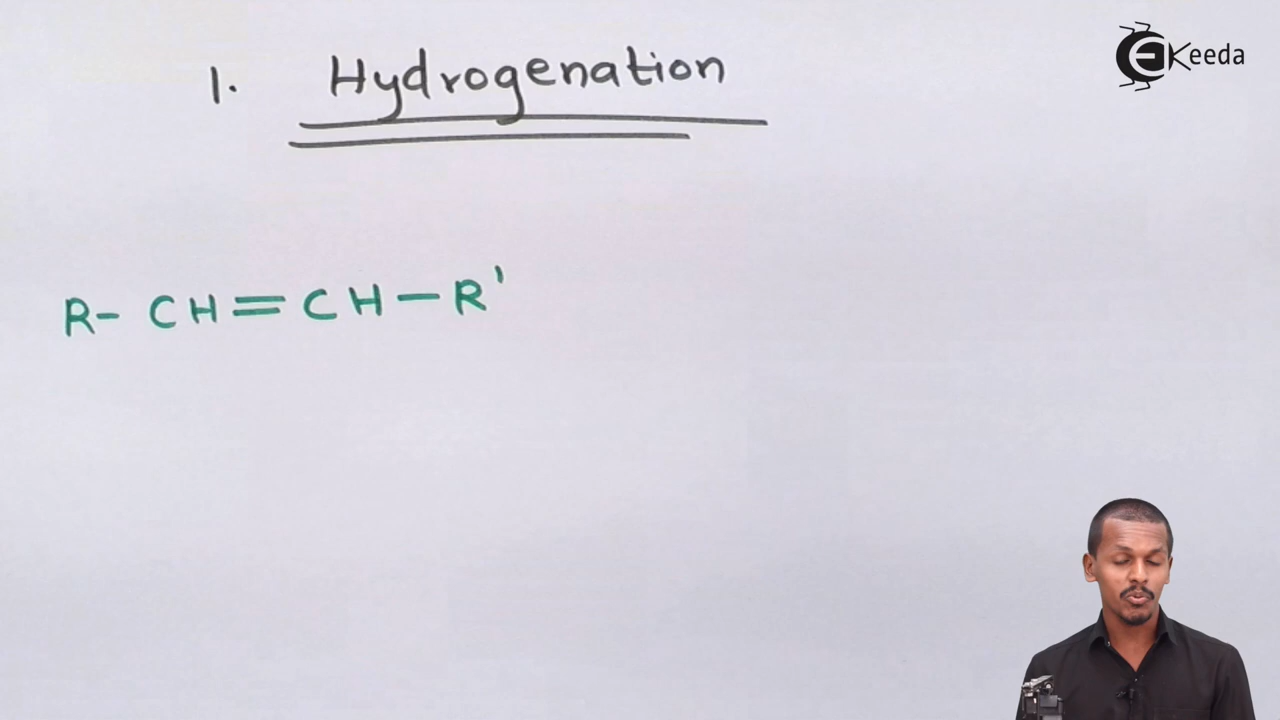 EKeeda
1. Hydrogenation
R- CH=CH-R'